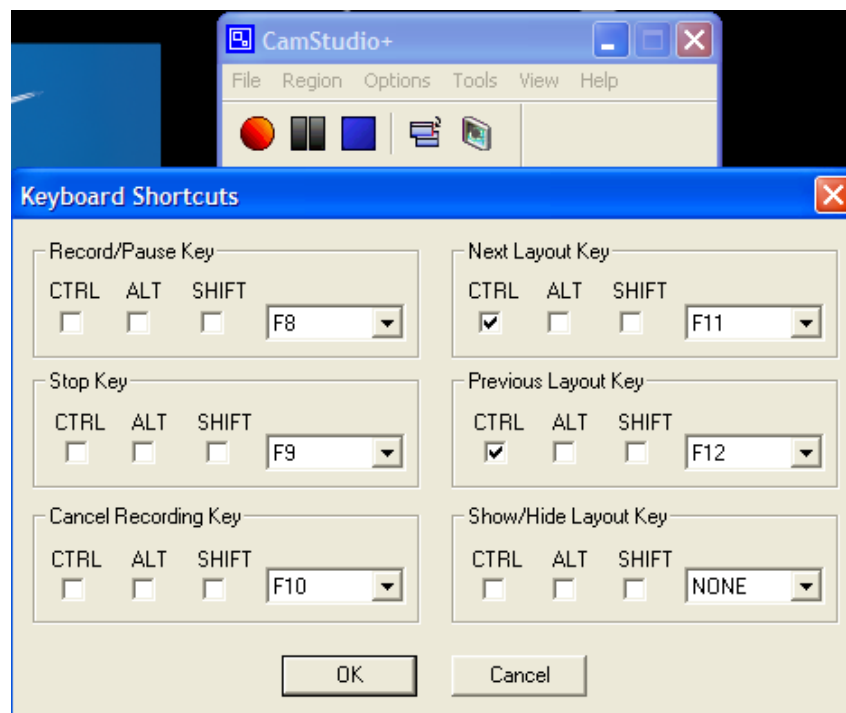 CamStudio+
File Region Options Tools View Help
Keyboard Shortcuts
Record/Pause Key
CTRL ALT SHIFT
F8
Next Layout Key
CTRL ALT SHIFT
F11
Stop Key
CTRL ALT SHIFT
F9
Previous Layout Key
CTRL ALT SHIFT
F12
Cancel Recording Key
CTRL ALT SHIFT
F10
Show/Hide Layout Key
CTRL ALT SHIFT
NONE
OK Cancel